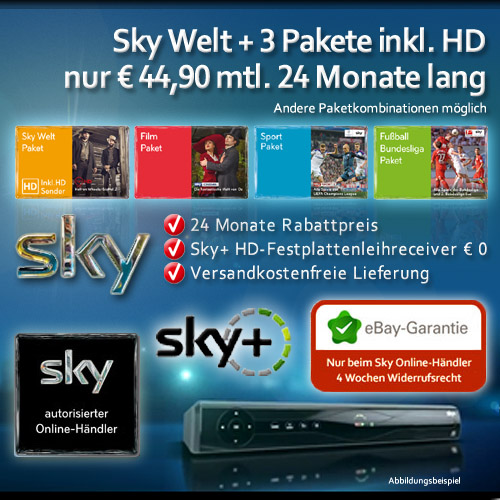 Sky Welt + 3 Pakete inkl. HD
nur € 44,90 mtl. 24 Monate lang
Andere Paketkombinationen möglich
Sky Welt
Paket
HD Inkl.HD
Sender
Film
Paket
Sport
Paket
Fußball
Bundesliga
Paket
sky
24 Monate Rabattpreis
Sky+ HD-Festplattenleihreceiver € 0
Versandkostenfreie Lieferung
sky
autorisierter
Online-Händler
sky+
eBay-Garantie
Nur beim Sky Online-Händler
4 Wochen Widerrufsrecht
Abbildungsbeispiel